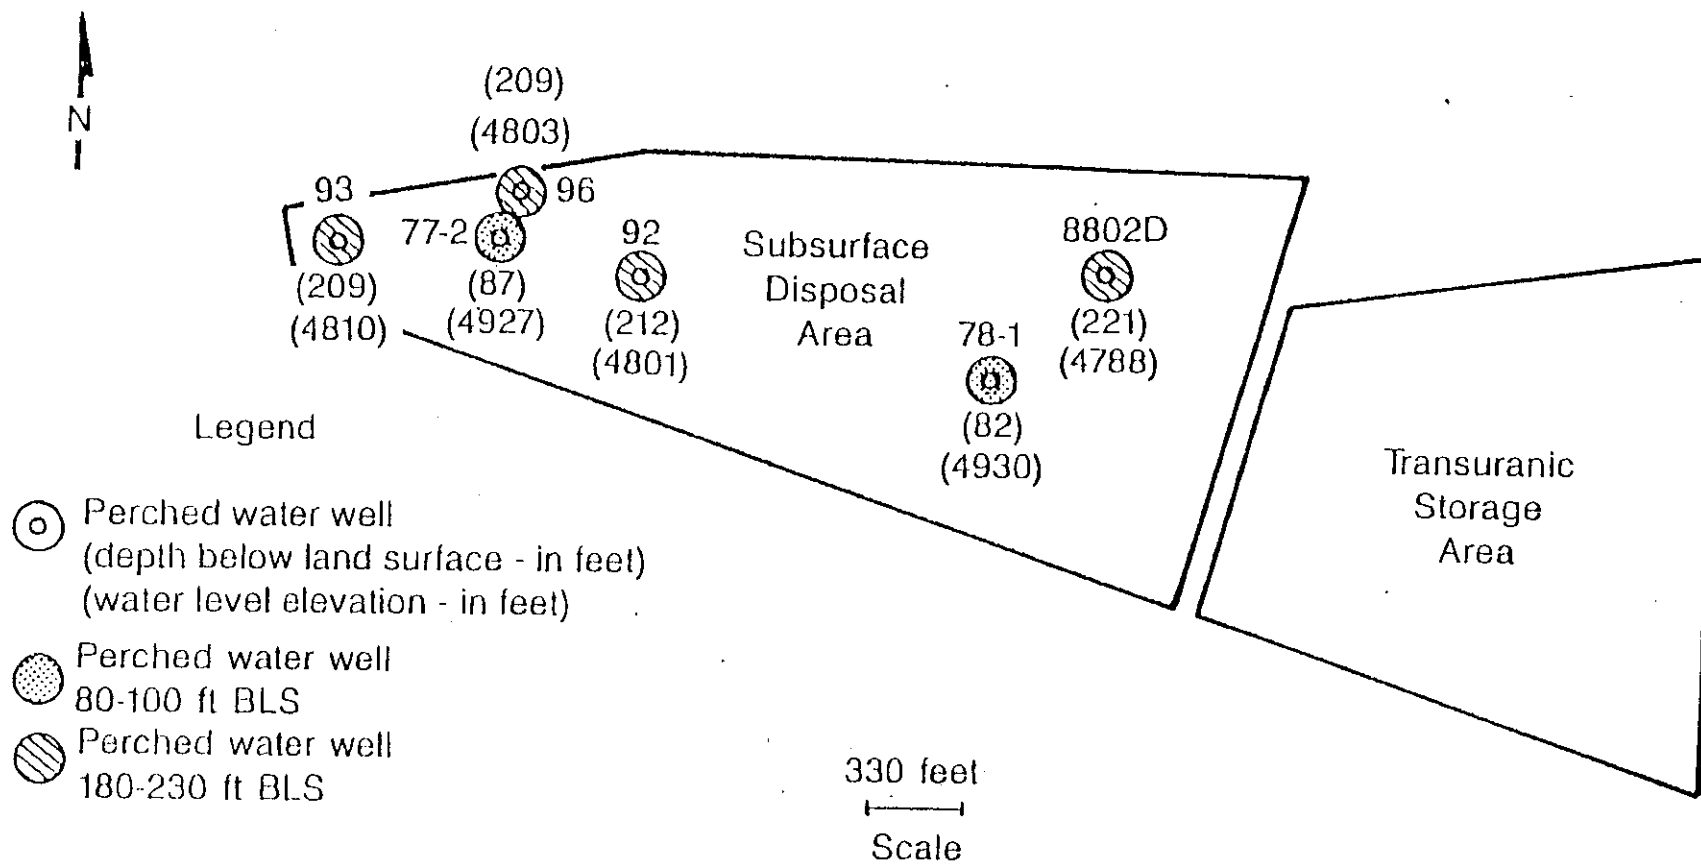 N
(209)
(4803)
93
96
77-2
(209)
(4810)
(87)
(4927)
92
(212)
(4801)
Subsurface
Disposal
Area
8802D
(221)
(4788)
78-1
(82)
(4930)
Transuranic
Storage
Area
Legend
Perched water well
(depth below land surface - in feet)
(water level elevation - in feet)
Perched water well
80-100 ft BLS
Perched water well
180-230 ft BLS
330 feet
Scale